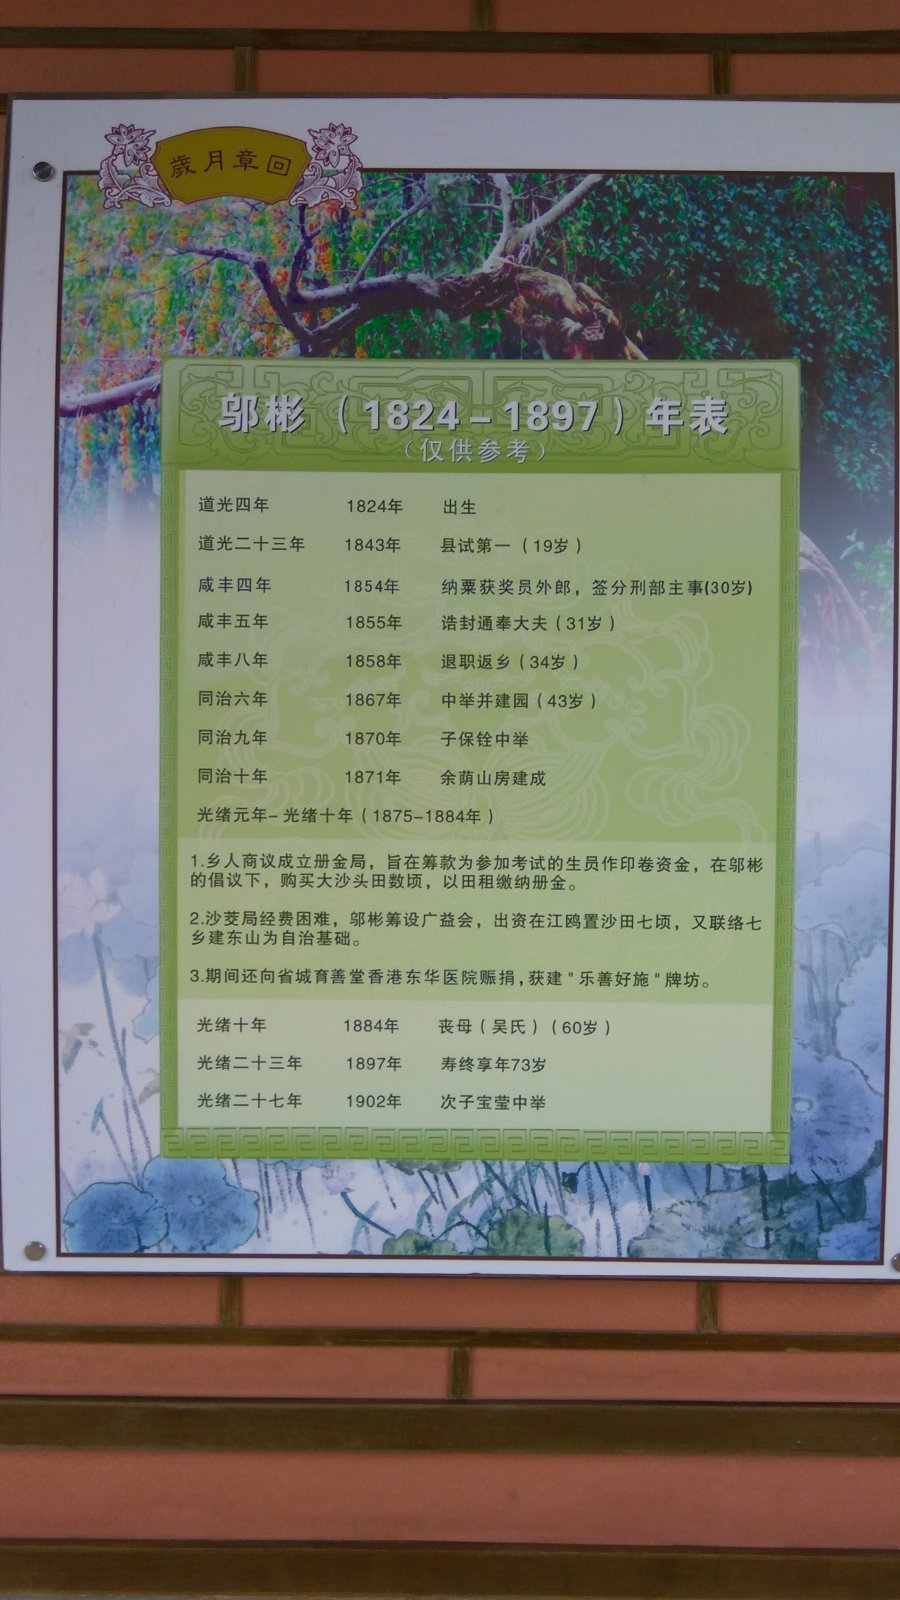 歲月章回
邬彬（1824-1897）年表
（仅供参考）
道光四年 1824年 出生
道光二十三年 1843年 县试第一（19岁）
咸丰四年 1854年 纳粟获奖员外郎，签分刑部主事(30岁)
咸丰五年 1855年 诰封通奉大夫（31岁）
咸丰八年 1858年 退职返乡（34岁）
同治六年 1867年 中举并建园（43岁）
同治九年 1870年 子保铨中举
同治十年 1871年 余荫山房建成
光绪元年-光绪十年（1875-1884年）
1.乡人商议成立册金局，旨在筹款为参加考试的生员作印卷资金，在邬彬
的倡议下，购买大沙头田数顷，以田租缴纳册金。
2.沙茭局经费困难，邬彬筹设广益会，出资在江鸥置沙田七顷，又联络七
乡建东山为自治基础。
3.期间还向省城育善堂香港东华医院赈捐,获建"乐善好施"牌坊。
光绪十年 1884年 丧母（吴氏）（60岁）
光绪二十三年 1897年 寿终享年73岁
光绪二十七年 1902年 次子宝莹中举